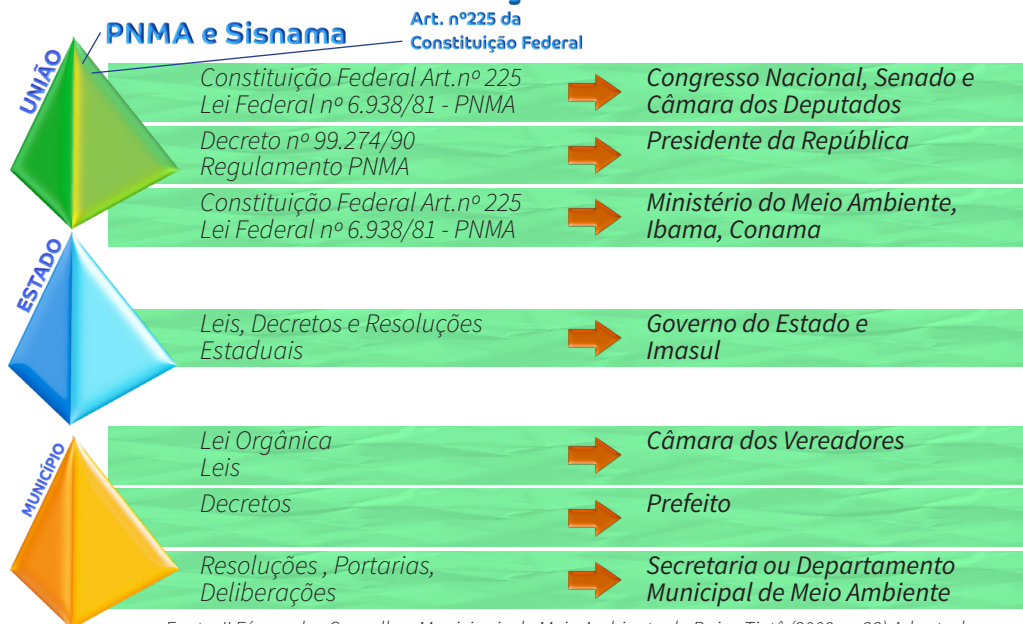 PNMA e Sisnama
Art. nº225 da
Constituição Federal
UNIÃO
Constituição Federal Art.nº 225
Lei Federal nº 6.938/81 - PNMA
Congresso Nacional, Senado e
Câmara dos Deputados
Decreto nº 99.274/90
Regulamento PNMA
Presidente da República
Constituição Federal Art.nº 225
Lei Federal nº 6.938/81 - PNMA
Ministério do Meio Ambiente,
Ibama, Conama
ESTADO
Leis, Decretos e Resoluções
Estaduais
Governo do Estado e
Imasul
MUNICÍPIO
Lei Orgânica
Leis
Câmara dos Vereadores
Decretos
Prefeito
Resoluções , Portarias,
Deliberações
Secretaria ou Departamento
Municipal de Meio Ambiente